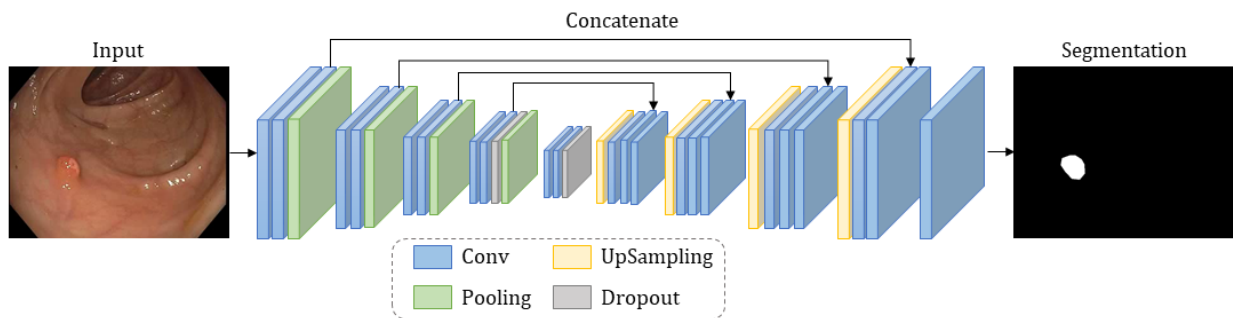 Concatenate
Input
Segmentation
Conv
UpSampling
Pooling
Dropout